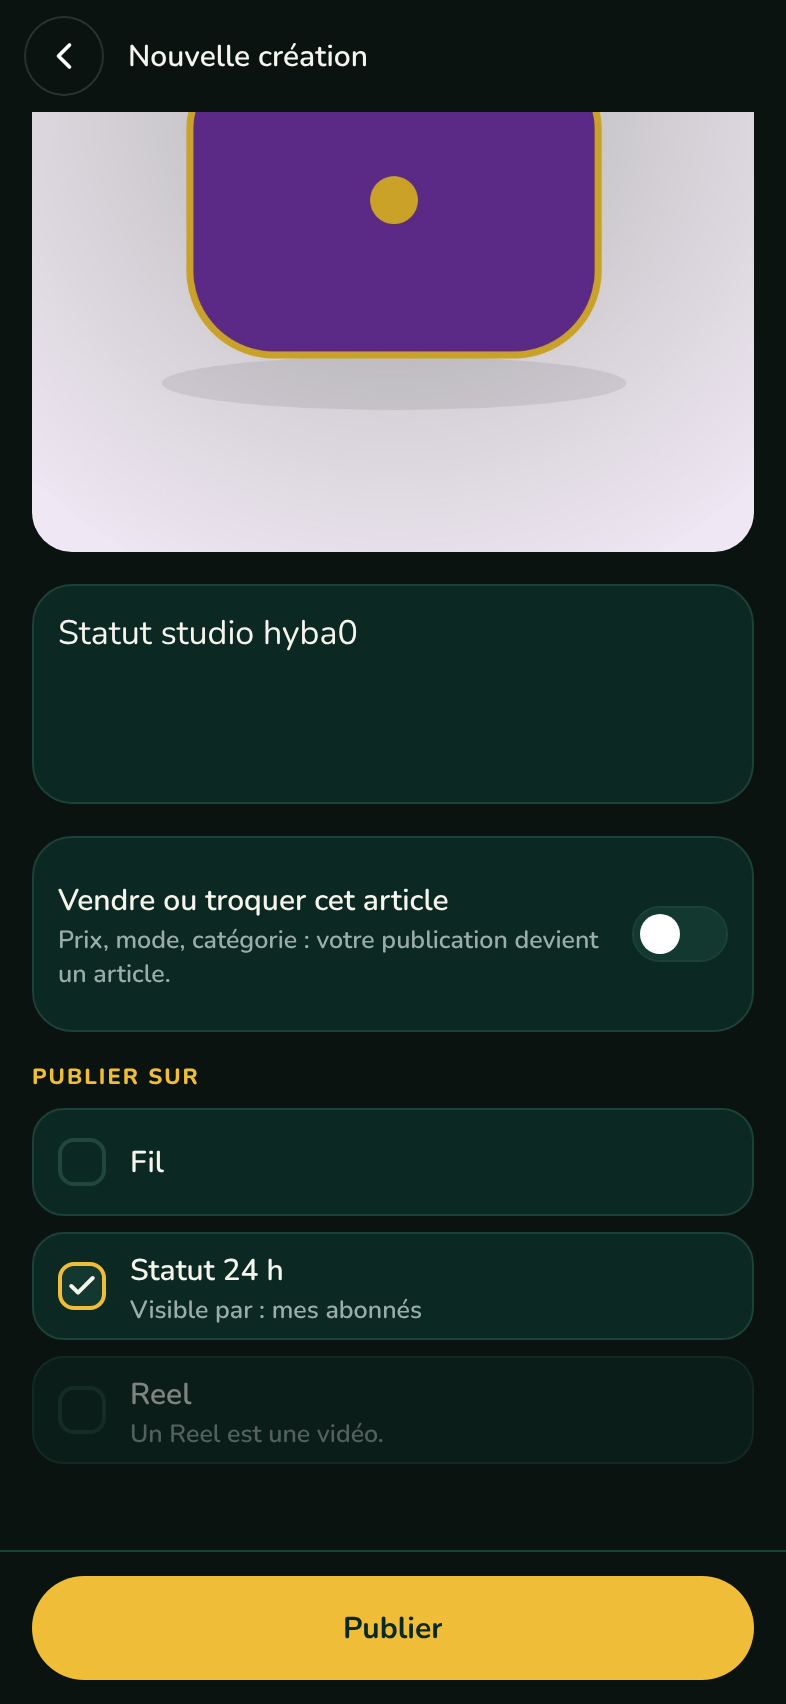 Nouvelle création
Statut studio hyba0
Vendre ou troquer cet article
Prix, mode, catégorie : votre publication devient
un article.
PUBLIER SUR
Fil
Statut 24 h
Visible par : mes abonnés
Reel
Un Reel est une vidéo.
Publier